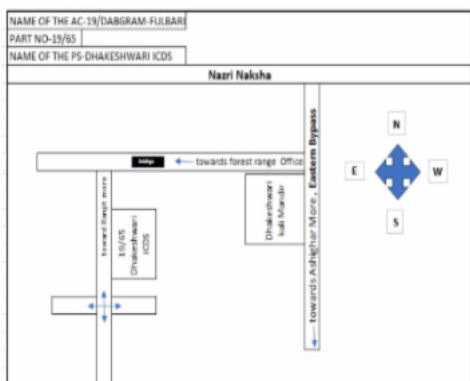 NAME OF THE AC-19/DABGRAM-FULBARI
PART NO-19/65
NAME OF THE PS-DHAKESHWARI ICDS
Nazri Naksha
N
E
W
S
bridge
towards forest range Office
toward Ranjit more
19/65
Dhakeshwari
ICDS
Dhakeshwari
kali Mandir
towards Ashighar More , Eastern Bypass